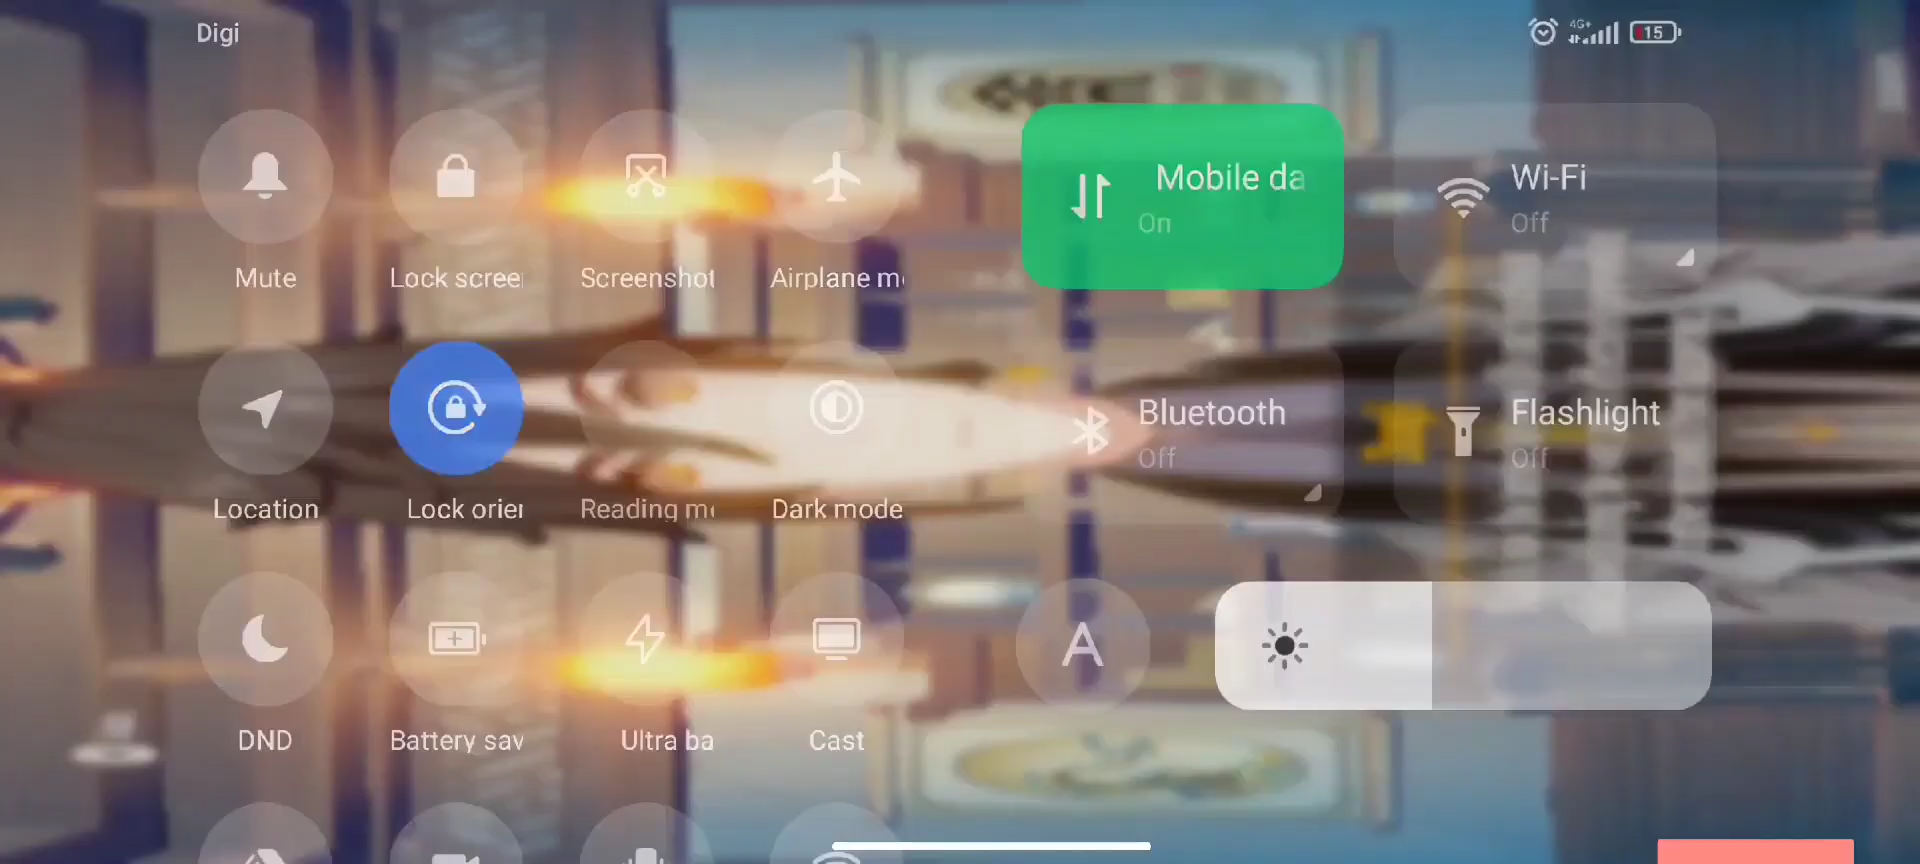 Digi
4G+
15
Mute
Lock scree
Screenshot
Airplane m
Mobile da
On
Wi-Fi
Off
Location
Lock orie
Reading m
Dark mode
Bluetooth
Off
Flashlight
Off
DND
Battery sav
Ultra ba
Cast
A